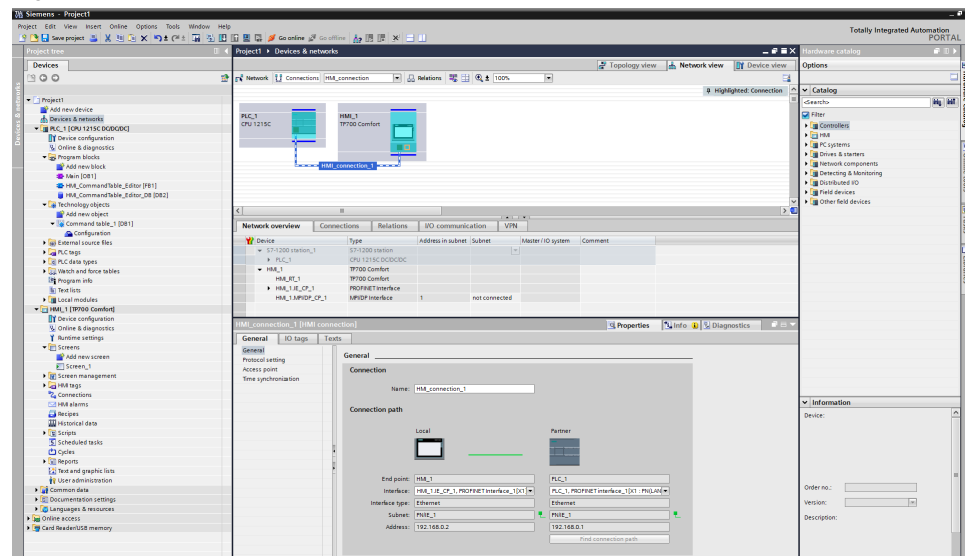 Siemens - Project1
Project Edit View Insert Online Options Tools Window Help
Totally Integrated Automation
PORTAL
Save project
Go online Go offline
Project tree
Devices
Project1
Add new device
Devices & networks
PLC_1 [CPU 1215C DC/DC/DC]
Device configuration
Online & diagnostics
Program blocks
Add new block
Main [OB1]
HMI_CommandTable_Editor [FB1]
HMI_CommandTable_Editor_DB [DB2]
Technology objects
Add new object
Command table_1 [DB1]
Configuration
External source files
PLC tags
PLC data types
Watch and force tables
Program info
Text lists
Local modules
HMI_1 [TP700 Comfort]
Device configuration
Online & diagnostics
Runtime settings
Screens
Add new screen
Screen_1
Screen management
HMI tags
Connections
HMI alarms
Recipes
Historical data
Scripts
Scheduled tasks
Cycles
Reports
Text and graphic lists
User administration
Common data
Documentation settings
Languages & resources
Online access
Card Reader/USB memory
Project1 Devices & networks
Topology view Network view Device view
Network Connections HMI_connection Relations 100%
Highlighted: Connection
PLC_1
CPU 1215C
HMI_1
TP700 Comfort
HMI_connection_1
Network overview Connections Relations I/O communication VPN
Device Type Address in subnet Subnet Master / IO system Comment
S7-1200 station_1 S7-1200 station
PLC_1 CPU 1215C DC/DC/DC
HMI_1 TP700 Comfort
HMI_RT_1 TP700 Comfort
HMI_1.IE_CP_1 PROFINET Interface
HMI_1.MPI/DP_CP_1 MPI/DP Interface 1 not connected
HMI_connection_1 [HMI connection]
Properties Info Diagnostics
General IO tags Texts
General
Protocol setting
Access point
Time synchronization
General
Connection
Name: HMI_connection_1
Connection path
Local Partner
End point: HMI_1 PLC_1
Interface: HMI_1.IE_CP_1, PROFINET Interface_1[X1] PLC_1, PROFINET interface_1[X1 : PN(LAN
Interface type: Ethernet Ethernet
Subnet: PN/IE_1 PN/IE_1
Address: 192.168.0.2 192.168.0.1
Find connection path
Hardware catalog
Options
Catalog
<Search>
Filter
Controllers
HMI
PC systems
Drives & starters
Network components
Detecting & Monitoring
Distributed I/O
Field devices
Other field devices
Information
Device:
Order no.:
Version:
Description: